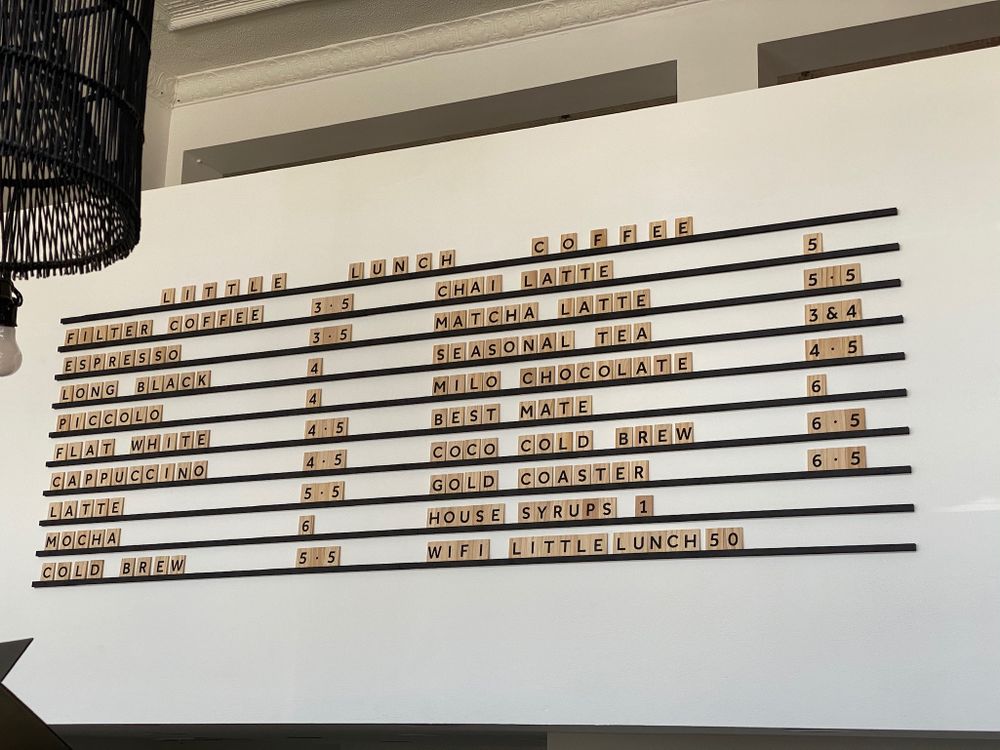 LITTLE LUNCH COFFEE
FILTER COFFEE 3·5
ESPRESSO 3·5
LONG BLACK 4
PICCOLO 4
FLAT WHITE 4·5
CAPPUCCINO 4·5
LATTE 5·5
MOCHA 6
COLD BREW 5·5
CHAI LATTE 5
MATCHA LATTE 5·5
SEASONAL TEA 3&4
MILO CHOCOLATE 4·5
BEST MATE 6
COCO COLD BREW 6·5
GOLD COASTER 6·5
HOUSE SYRUPS 1
WIFI LITTLELUNCH50